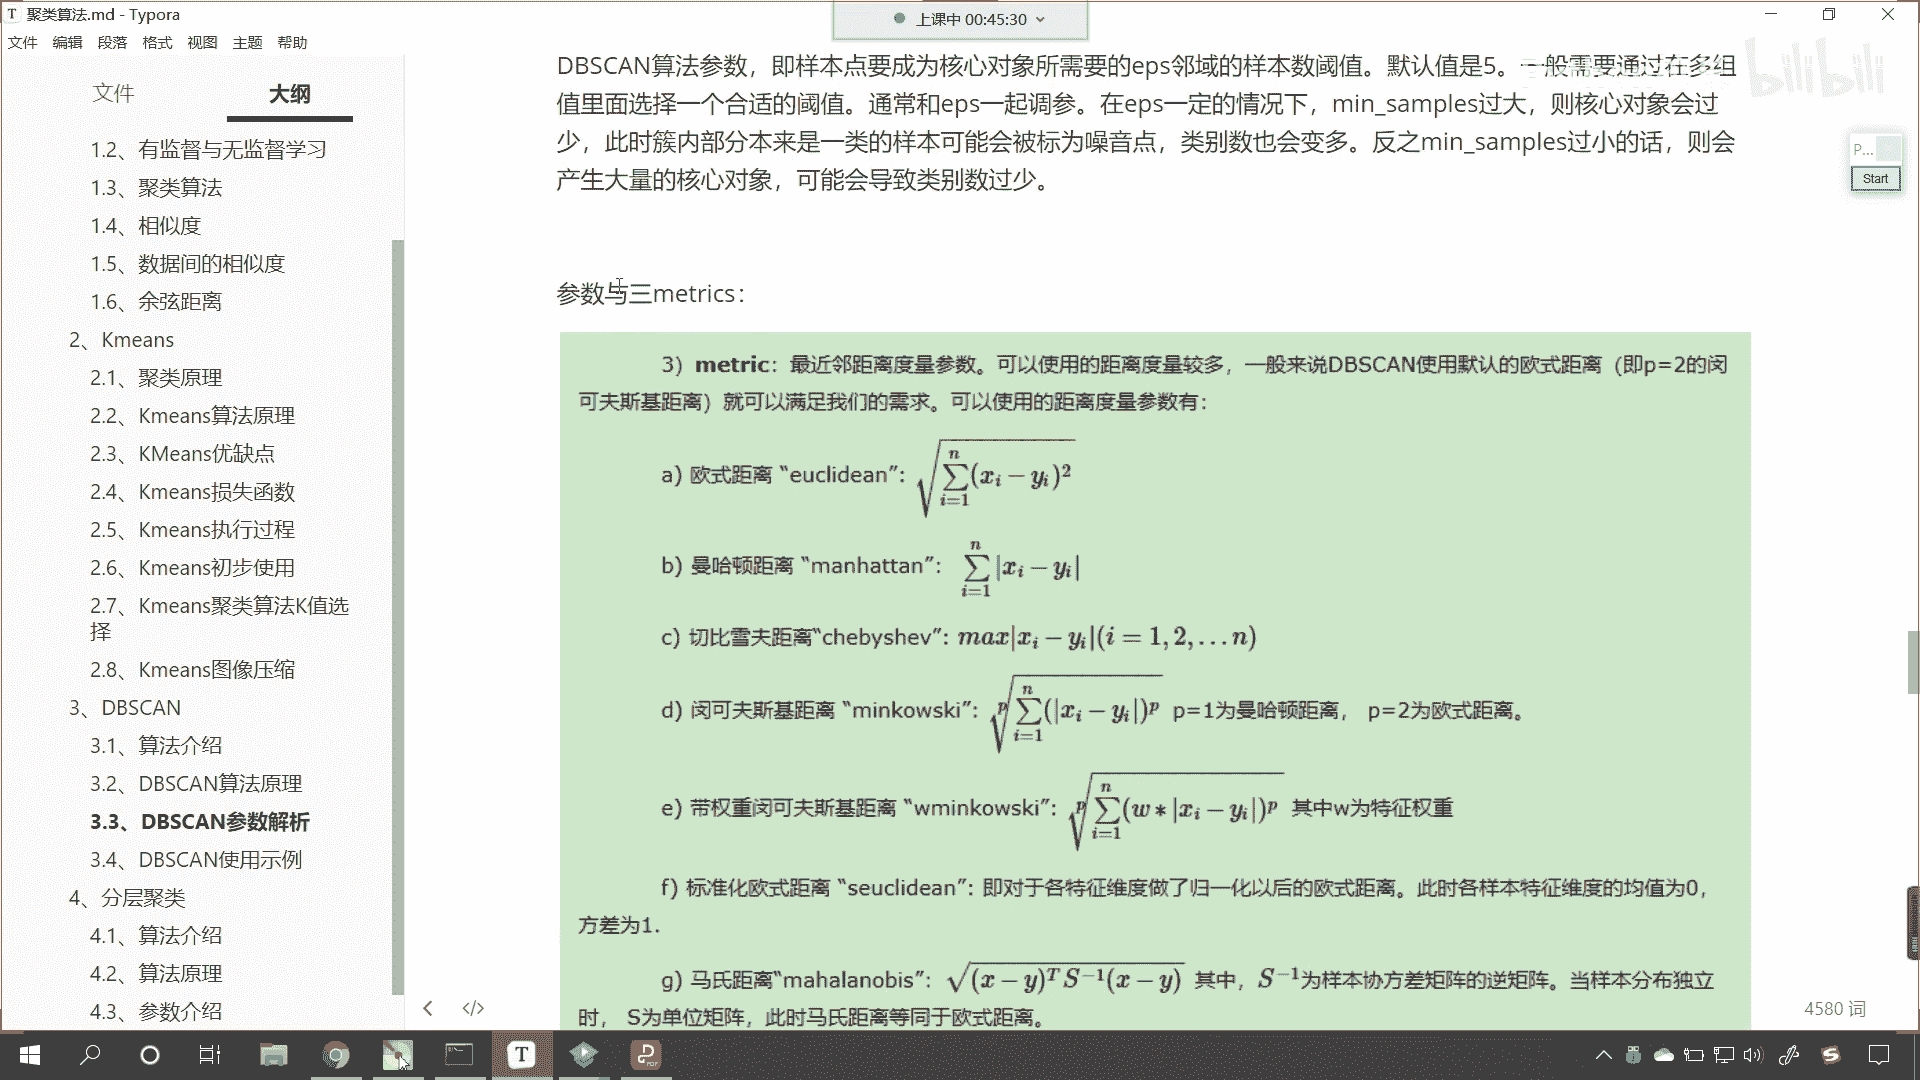 聚类算法.md - Typora
上课中 00:45:30
文件 编辑 段落 格式 视图 主题 帮助
文件 大纲
1.2、有监督与无监督学习
1.3、聚类算法
1.4、相似度
1.5、数据间的相似度
1.6、余弦距离
2、Kmeans
2.1、聚类原理
2.2、Kmeans算法原理
2.3、KMeans优缺点
2.4、Kmeans损失函数
2.5、Kmeans执行过程
2.6、Kmeans初步使用
2.7、Kmeans聚类算法K值选
择
2.8、Kmeans图像压缩
3、DBSCAN
3.1、算法介绍
3.2、DBSCAN算法原理
3.3、DBSCAN参数解析
3.4、DBSCAN使用示例
4、分层聚类
4.1、算法介绍
4.2、算法原理
4.3、参数介绍
DBSCAN算法参数，即样本点要成为核心对象所需要的eps邻域的样本数阈值。默认值是5。一般需要通过在多组
值里面选择一个合适的阈值。通常和eps一起调参。在eps一定的情况下，min_samples过大，则核心对象会过
少，此时簇内部分本来是一类的样本可能会被标为噪音点，类别数也会变多。反之min_samples过小的话，则会
产生大量的核心对象，可能会导致类别数过少。
参数与三metrics：
3）metric：最近邻距离度量参数。可以使用的距离度量较多，一般来说DBSCAN使用默认的欧式距离（即p=2的闵
可夫斯基距离）就可以满足我们的需求。可以使用的距离度量参数有：
a) 欧式距离 “euclidean”: √∑_{i=1}^{n}(x_i − y_i)^2
b) 曼哈顿距离 “manhattan”: ∑_{i=1}^{n}|x_i − y_i|
c) 切比雪夫距离“chebyshev”: max|x_i − y_i|(i = 1, 2, ... n)
d) 闵可夫斯基距离 “minkowski”: ᵖ√∑_{i=1}^{n}(|x_i − y_i|)^p p=1为曼哈顿距离， p=2为欧式距离。
e) 带权重闵可夫斯基距离 “wminkowski”: ᵖ√∑_{i=1}^{n}(w * |x_i − y_i|)^p 其中w为特征权重
f) 标准化欧式距离 “seuclidean”: 即对于各特征维度做了归一化以后的欧式距离。此时各样本特征维度的均值为0，
方差为1.
g) 马氏距离“mahalanobis”: √(x − y)^T S^{−1}(x − y) 其中，S^{−1}为样本协方差矩阵的逆矩阵。当样本分布独立
时， S为单位矩阵，此时马氏距离等同于欧式距离。
bilibili
P...
Start
4580 词